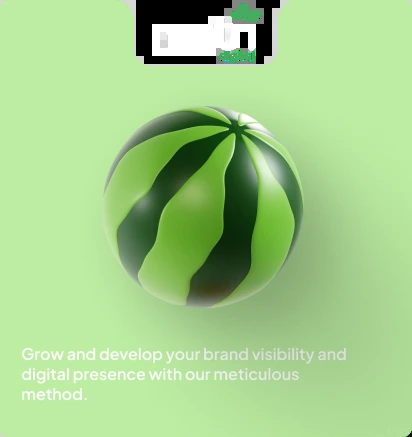 Grow and develop your brand visibility and
digital presence with our meticulous
method.